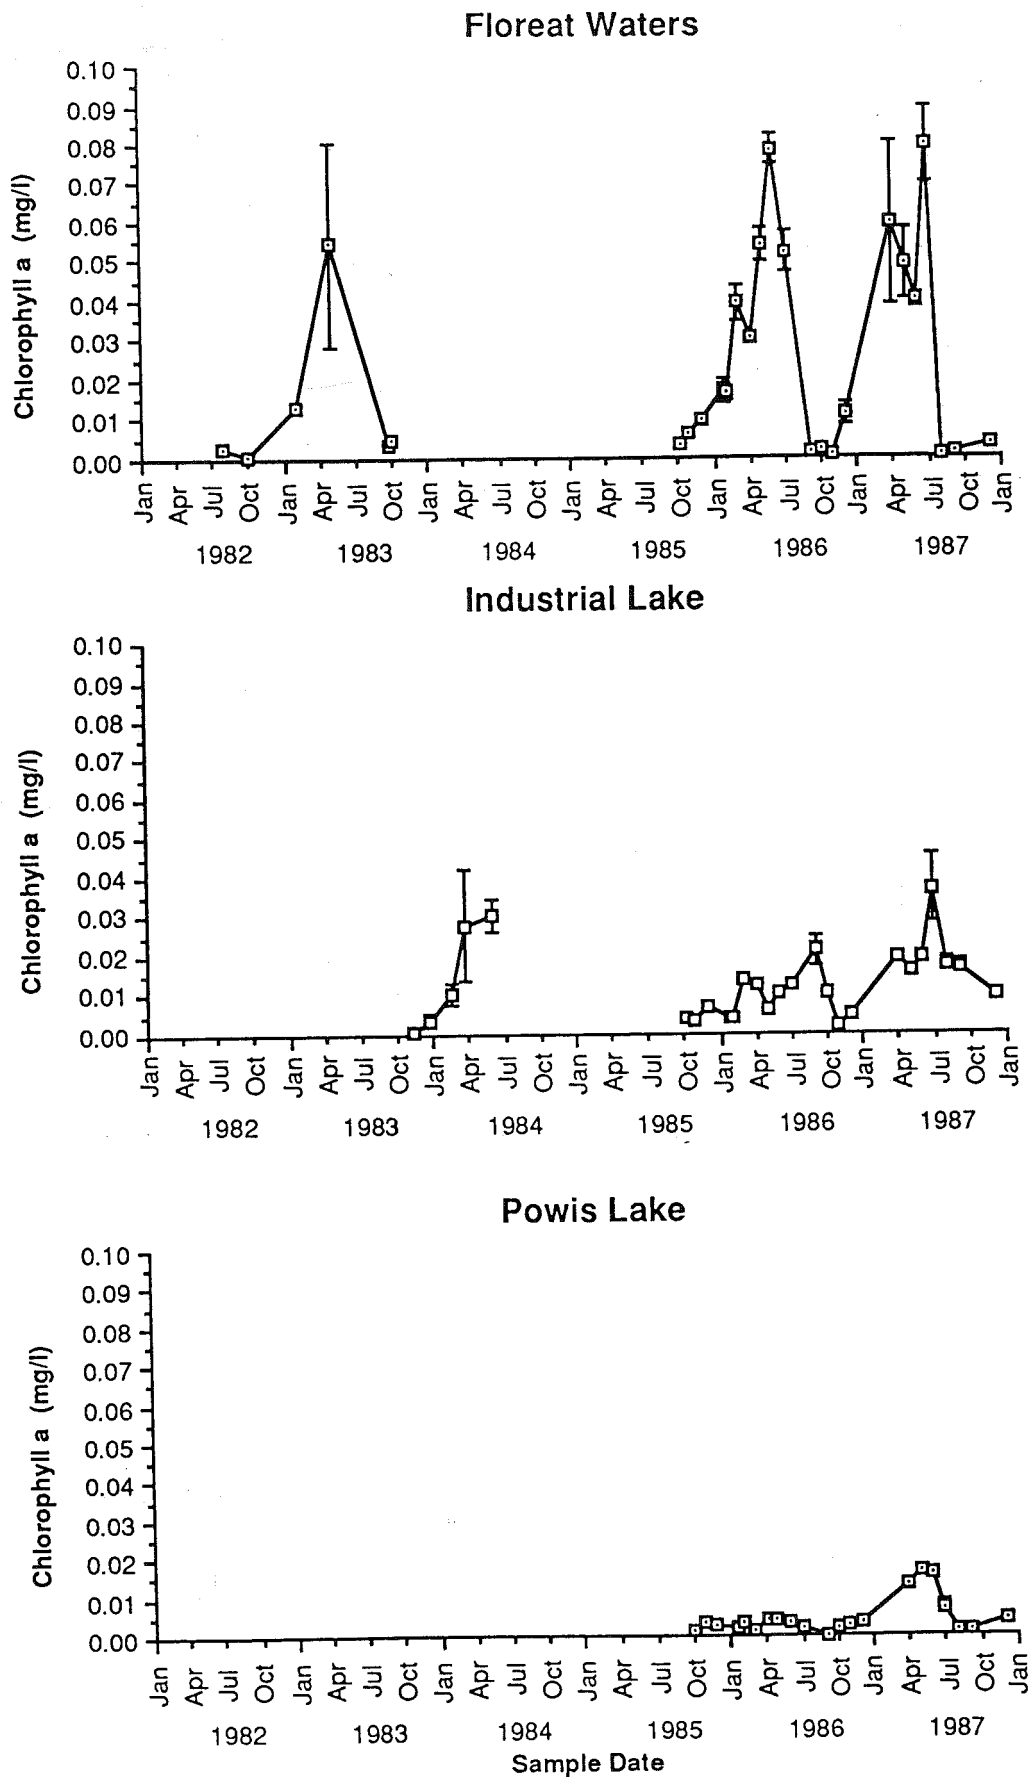 Floreat Waters
Chlorophyll a (mg/l)
0.10
0.09
0.08
0.07
0.06
0.05
0.04
0.03
0.02
0.01
0.00
Jan Apr Jul Oct Jan Apr Jul Oct Jan Apr Jul Oct Jan Apr Jul Oct Jan Apr Jul Oct Jan Apr Jul Oct Jan
1982 1983 1984 1985 1986 1987
Industrial Lake
Chlorophyll a (mg/l)
0.10
0.09
0.08
0.07
0.06
0.05
0.04
0.03
0.02
0.01
0.00
Jan Apr Jul Oct Jan Apr Jul Oct Jan Apr Jul Oct Jan Apr Jul Oct Jan Apr Jul Oct Jan Apr Jul Oct Jan
1982 1983 1984 1985 1986 1987
Powis Lake
Chlorophyll a (mg/l)
0.10
0.09
0.08
0.07
0.06
0.05
0.04
0.03
0.02
0.01
0.00
Jan Apr Jul Oct Jan Apr Jul Oct Jan Apr Jul Oct Jan Apr Jul Oct Jan Apr Jul Oct Jan Apr Jul Oct Jan
1982 1983 1984 1985 1986 1987
Sample Date